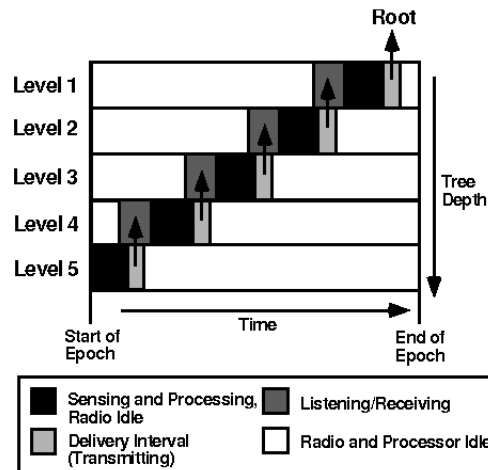 Root
Level 1
Level 2
Level 3
Level 4
Level 5
Tree
Depth
Time
Start of
Epoch
End of
Epoch
Sensing and Processing,
Radio Idle
Listening/Receiving
Delivery Interval
(Transmitting)
Radio and Processor Idle